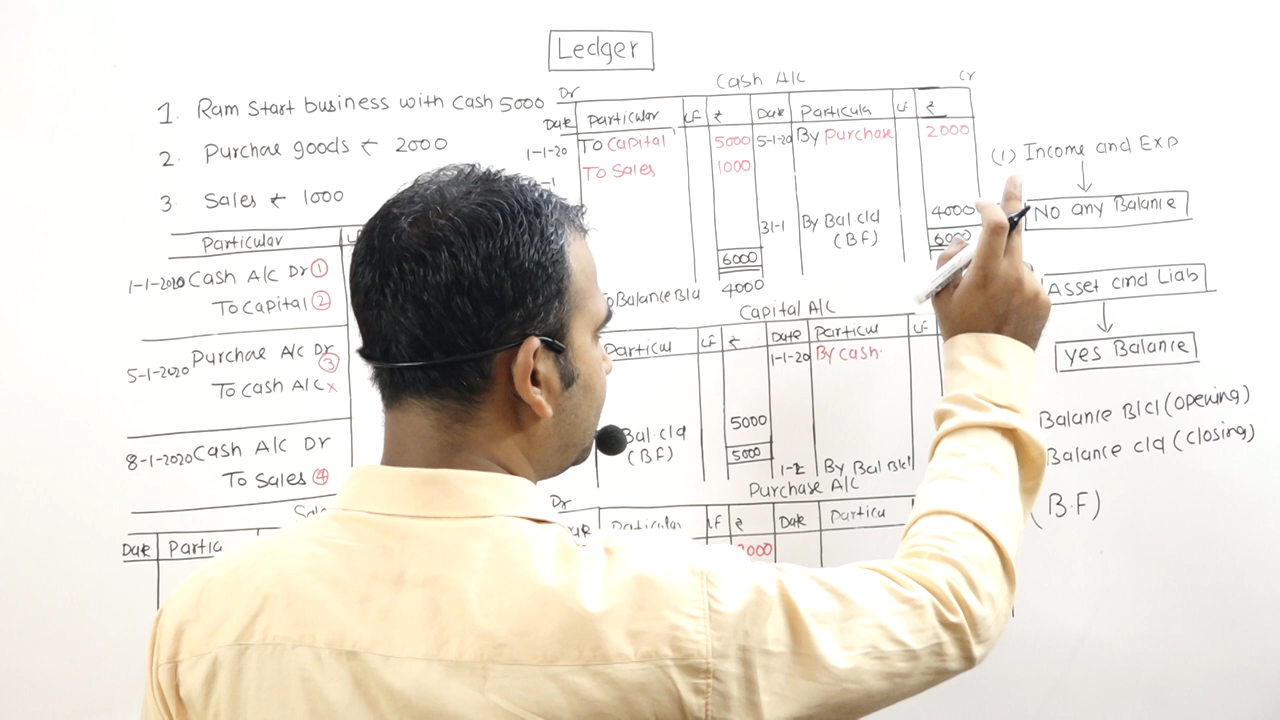 Ledger
1. Ram Start business with Cash 5000
2. Purchae goods ₹ 2000
3. Sales ₹ 1000
Particular
1-1-2020 Cash A/C Dr 1
To Capital 2
5-1-2020 Purchae A/C Dr 3
To Cash A/C x
8-1-2020 Cash A/C Dr
To Sales 4
Date Partic
Cash A/C
Dr Cr
Date Particular LF ₹ Date Particula LF ₹
1-1-20 To Capital 5000 5-1-20 By Purchase 2000
To Sales 1000
31-1 By Bal c/d 4000
(BF)
6000 6000
To Balance B/d 4000
Capital A/C
Particul LF ₹ Date Particul LF
1-1-20 By cash
Bal. c/d 5000
(BF) 5000
By Bal B/d
Purchase A/C
Dr
Particular LF ₹ Date Particu
2000
(1) Income and Exp
No any Balance
Asset and Liab
yes Balance
Balance B/d (opening)
Balance c/d (closing)
(B.F)